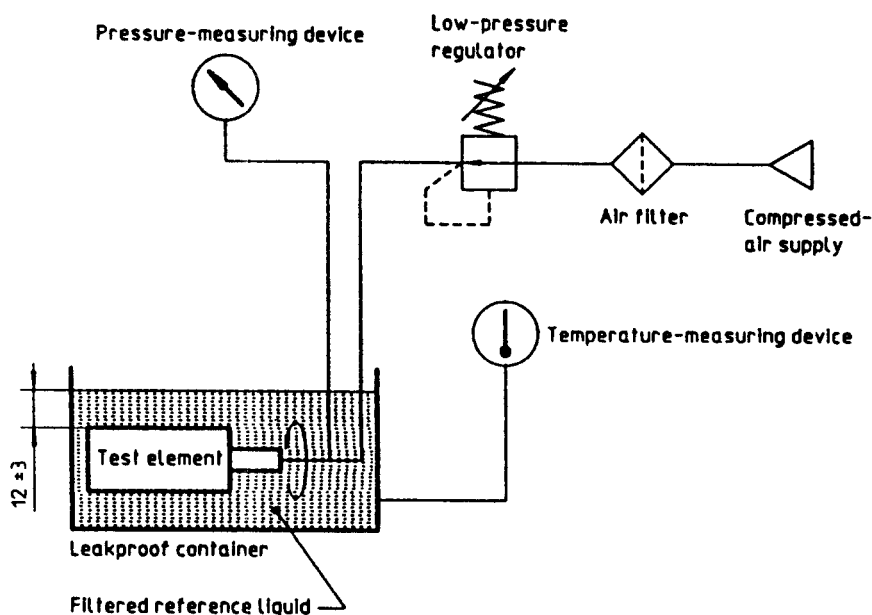 Pressure-measuring device
Low-pressure
regulator
Air filter
Compressed-
air supply
Temperature-measuring device
12 ±3
Test element
Leakproof container
Filtered reference liquid